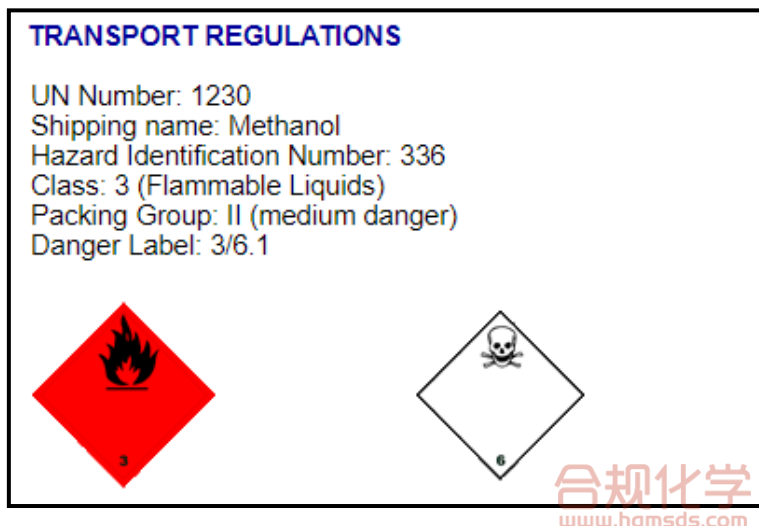 TRANSPORT REGULATIONS
UN Number: 1230
Shipping name: Methanol
Hazard Identification Number: 336
Class: 3 (Flammable Liquids)
Packing Group: II (medium danger)
Danger Label: 3/6.1
3
6
合规化学
www.hgmsds.com